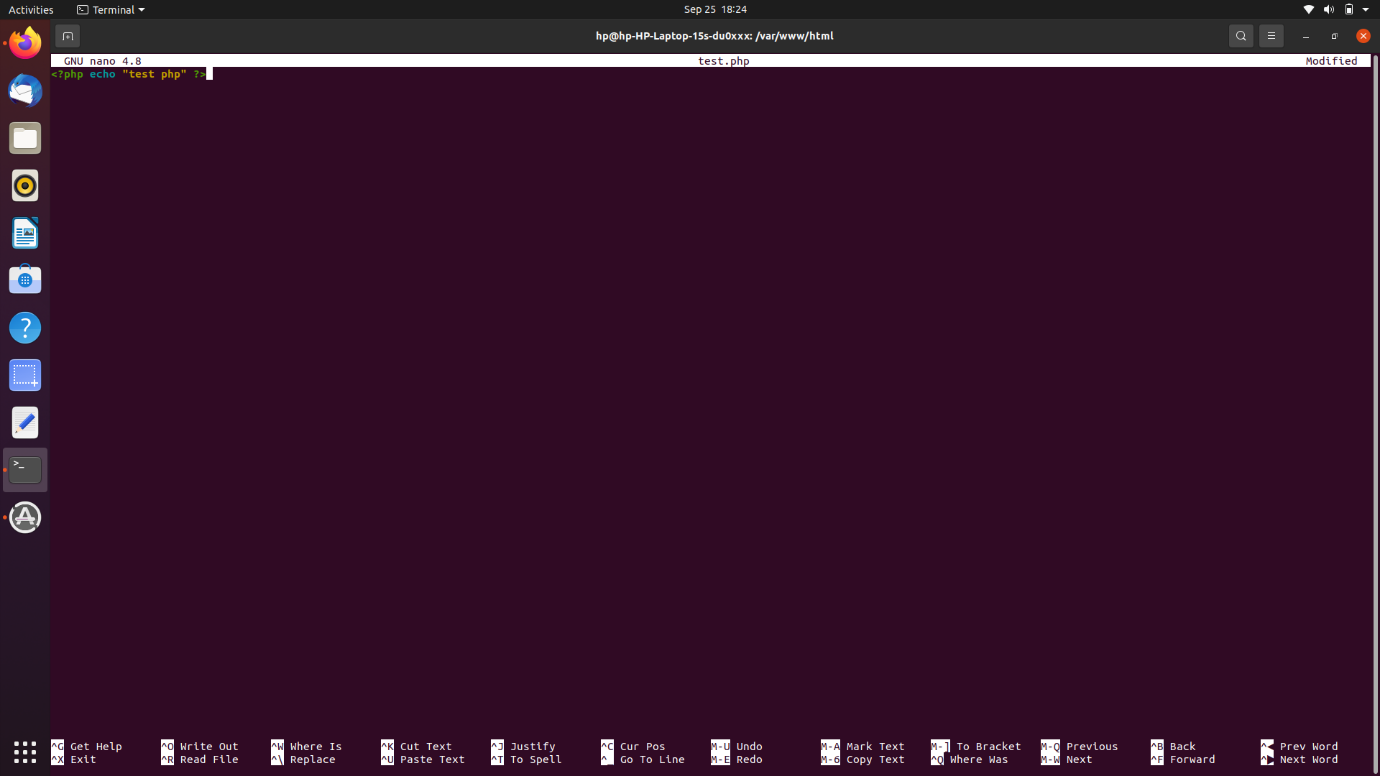 Activities Terminal Sep 25 18:24
hp@hp-HP-Laptop-15s-du0xxx: /var/www/html
GNU nano 4.8 test.php Modified
<?php echo "test php" ?>
^G Get Help ^O Write Out ^W Where Is ^K Cut Text ^J Justify ^C Cur Pos M-U Undo M-A Mark Text M-] To Bracket M-Q Previous ^B Back ^◀ Prev Word
^X Exit ^R Read File ^\ Replace ^U Paste Text ^T To Spell ^_ Go To Line M-E Redo M-6 Copy Text ^Q Where Was M-W Next ^F Forward ^▶ Next Word